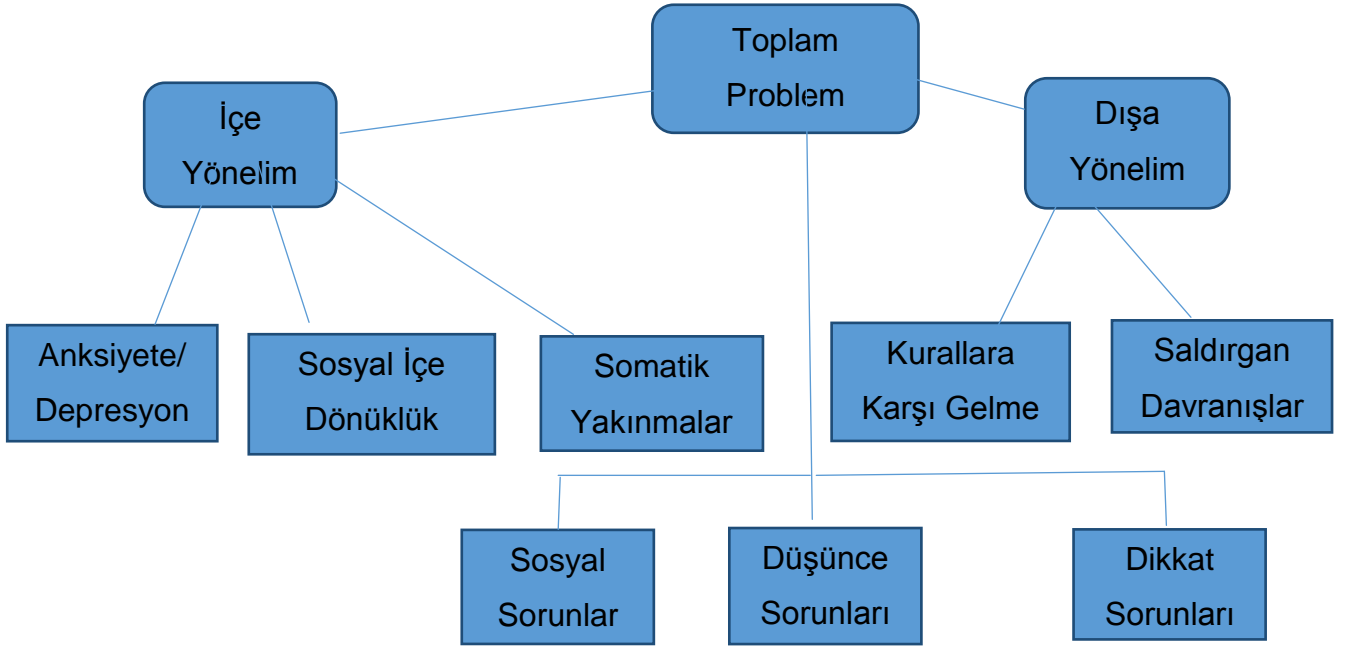 Toplam
Problem
İçe
Yönelim
Dışa
Yönelim
Anksiyete/
Depresyon
Sosyal İçe
Dönüklük
Somatik
Yakınmalar
Kurallara
Karşı Gelme
Saldırgan
Davranışlar
Sosyal
Sorunlar
Düşünce
Sorunları
Dikkat
Sorunları